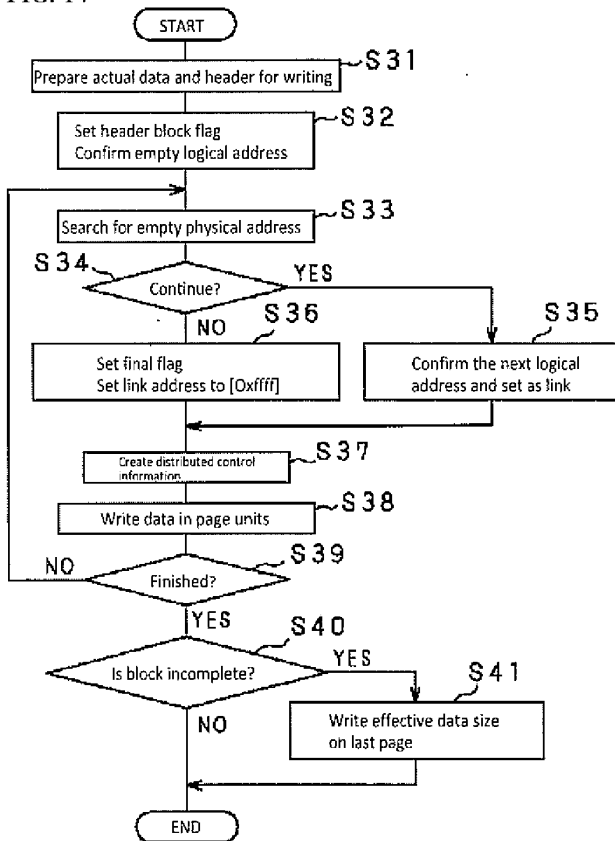 START
S31
Prepare actual data and header for writing
S32
Set header block flag
Confirm empty logical address
S33
Search for empty physical address
S34
Continue?
YES
NO
S36
Set final flag
Set link address to [0xffff]
S35
Confirm the next logical
address and set as link
S37
Create distributed control
information
S38
Write data in page units
S39
Finished?
NO
YES
S40
Is block incomplete?
YES
NO
S41
Write effective data size
on last page
END